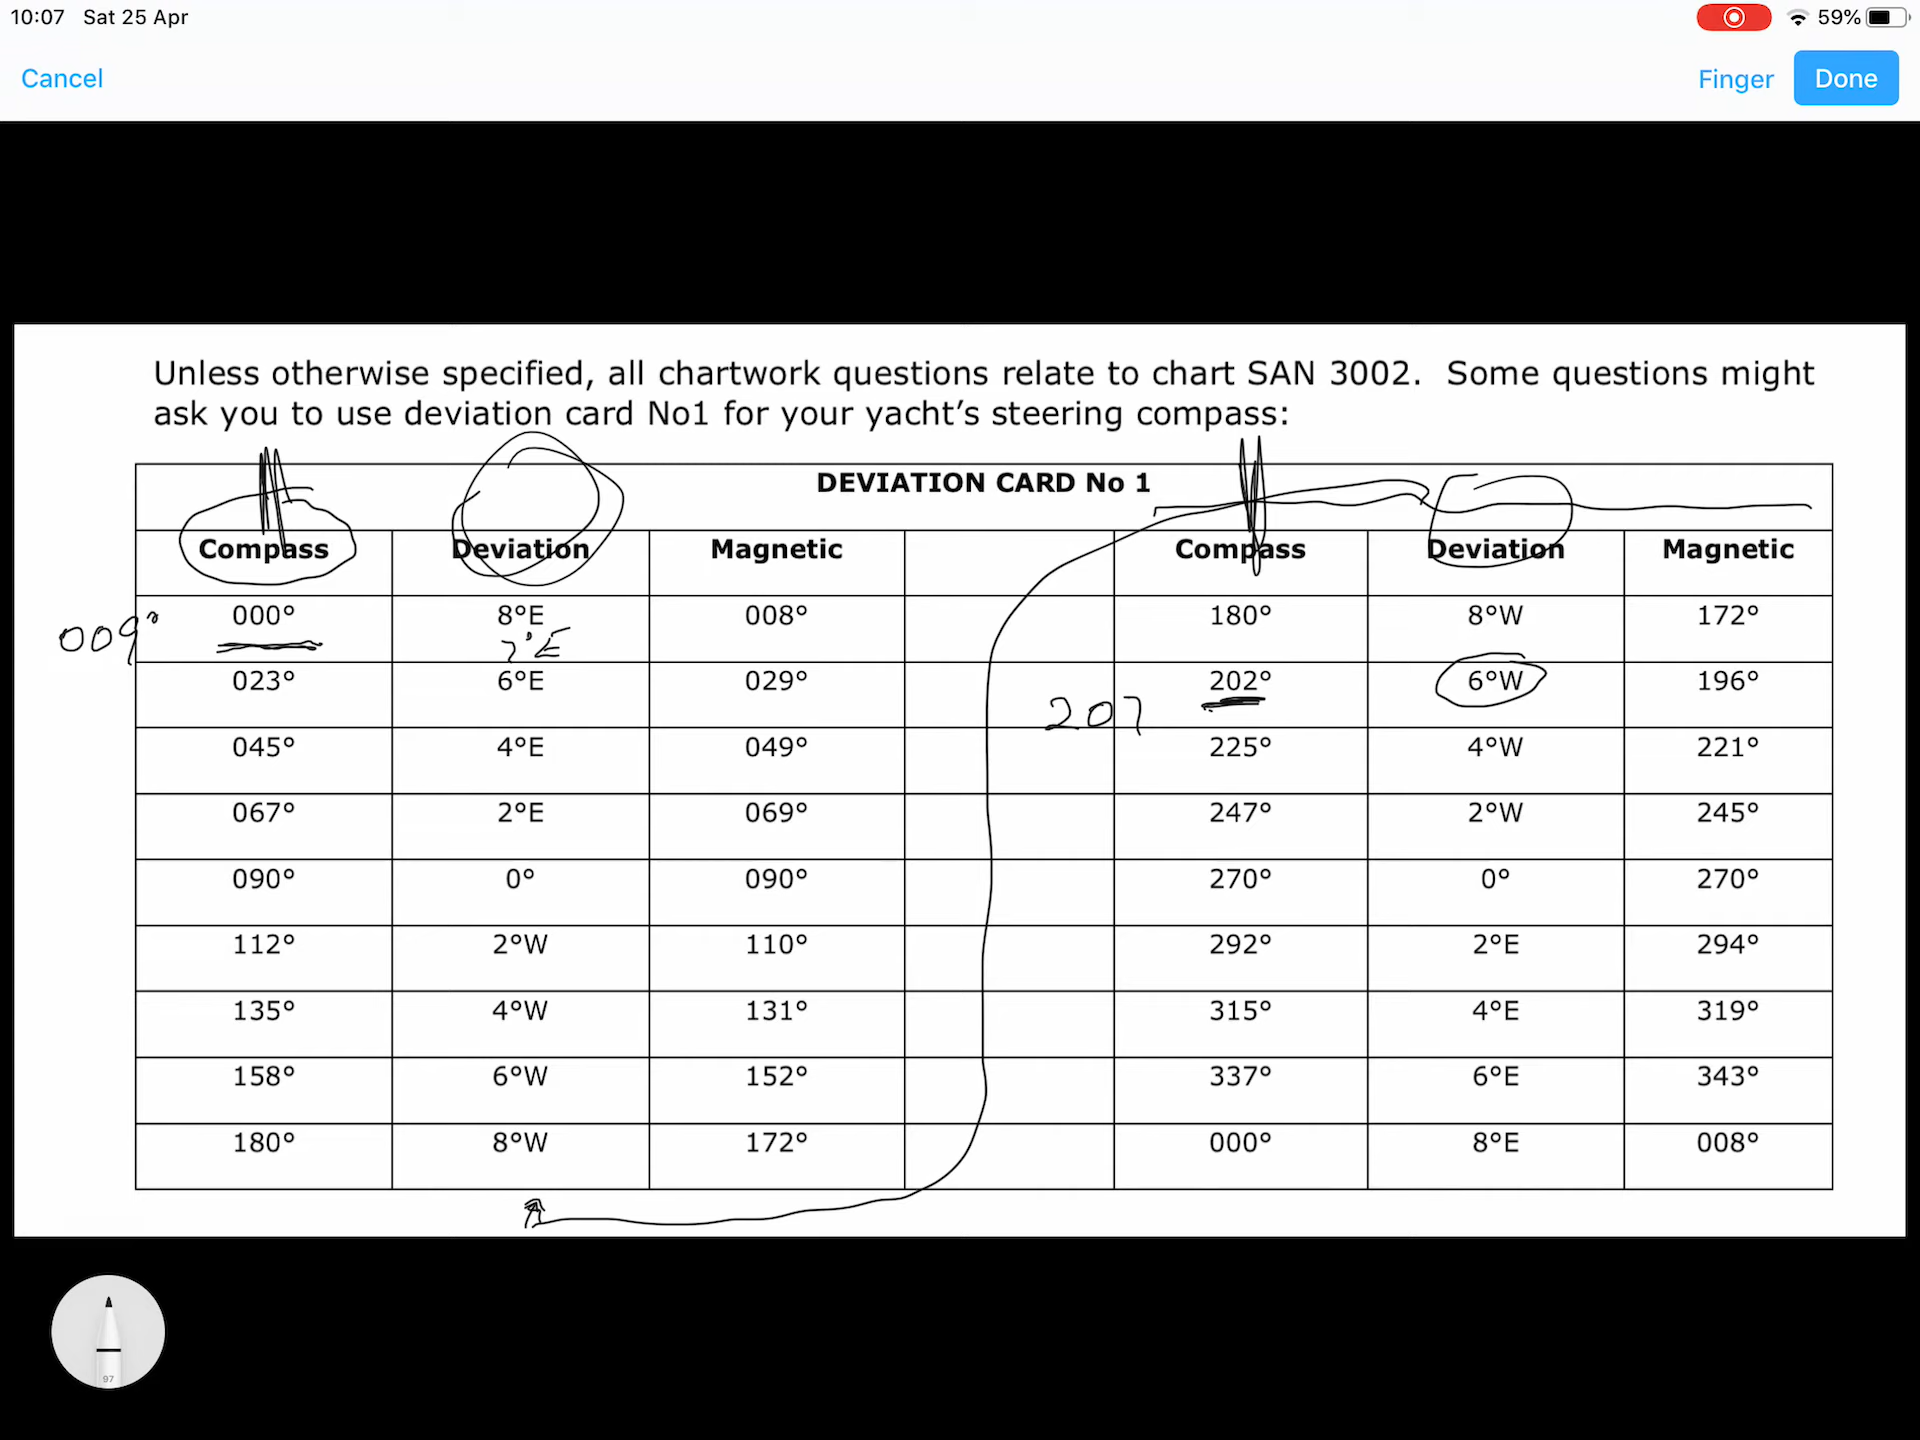 10:07 Sat 25 Apr
59%
Cancel
Finger
Done
Unless otherwise specified, all chartwork questions relate to chart SAN 3002. Some questions might
ask you to use deviation card No1 for your yacht's steering compass:
DEVIATION CARD No 1
Compass Deviation Magnetic Compass Deviation Magnetic
000° 8°E 008° 180° 8°W 172°
009° 7°E
023° 6°E 029° 202° 6°W 196°
207
045° 4°E 049° 225° 4°W 221°
067° 2°E 069° 247° 2°W 245°
090° 0° 090° 270° 0° 270°
112° 2°W 110° 292° 2°E 294°
135° 4°W 131° 315° 4°E 319°
158° 6°W 152° 337° 6°E 343°
180° 8°W 172° 000° 8°E 008°
97